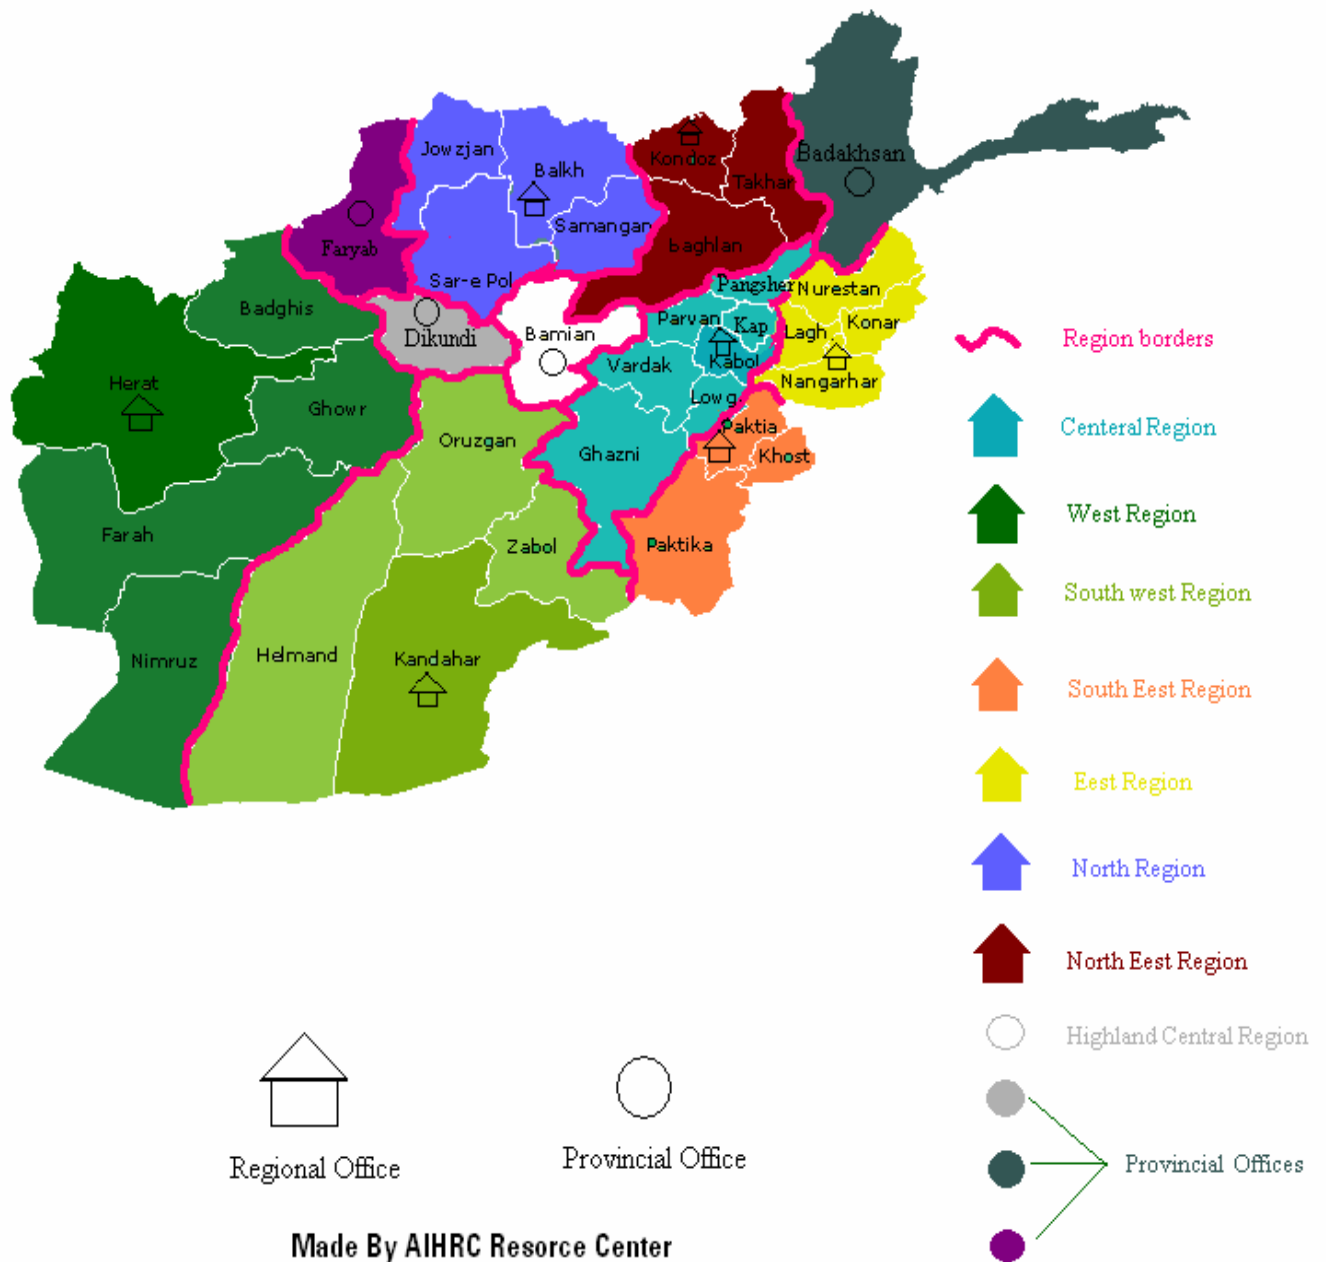 Jowzjan
Balkh
Kondoz
Takhar
Badakhsan
Samangan
Faryab
baghlan
Sar-e Pol
Pangsher
Nurestan
Badghis
Dikundi
Bamian
Parvan
Kap
Lagh.
Konar
Kabol
Vardak
Nangarhar
Herat
Ghowr
Lowg.
Oruzgan
Paktia
Ghazni
Khost
Farah
Zabol
Paktika
Nimruz
Helmand
Kandahar
Region borders
Centeral Region
West Region
South west Region
South Eest Region
Eest Region
North Region
North Eest Region
Highland Central Region
Provincial Offices
Regional Office
Provincial Office
Made By AIHRC Resorce Center